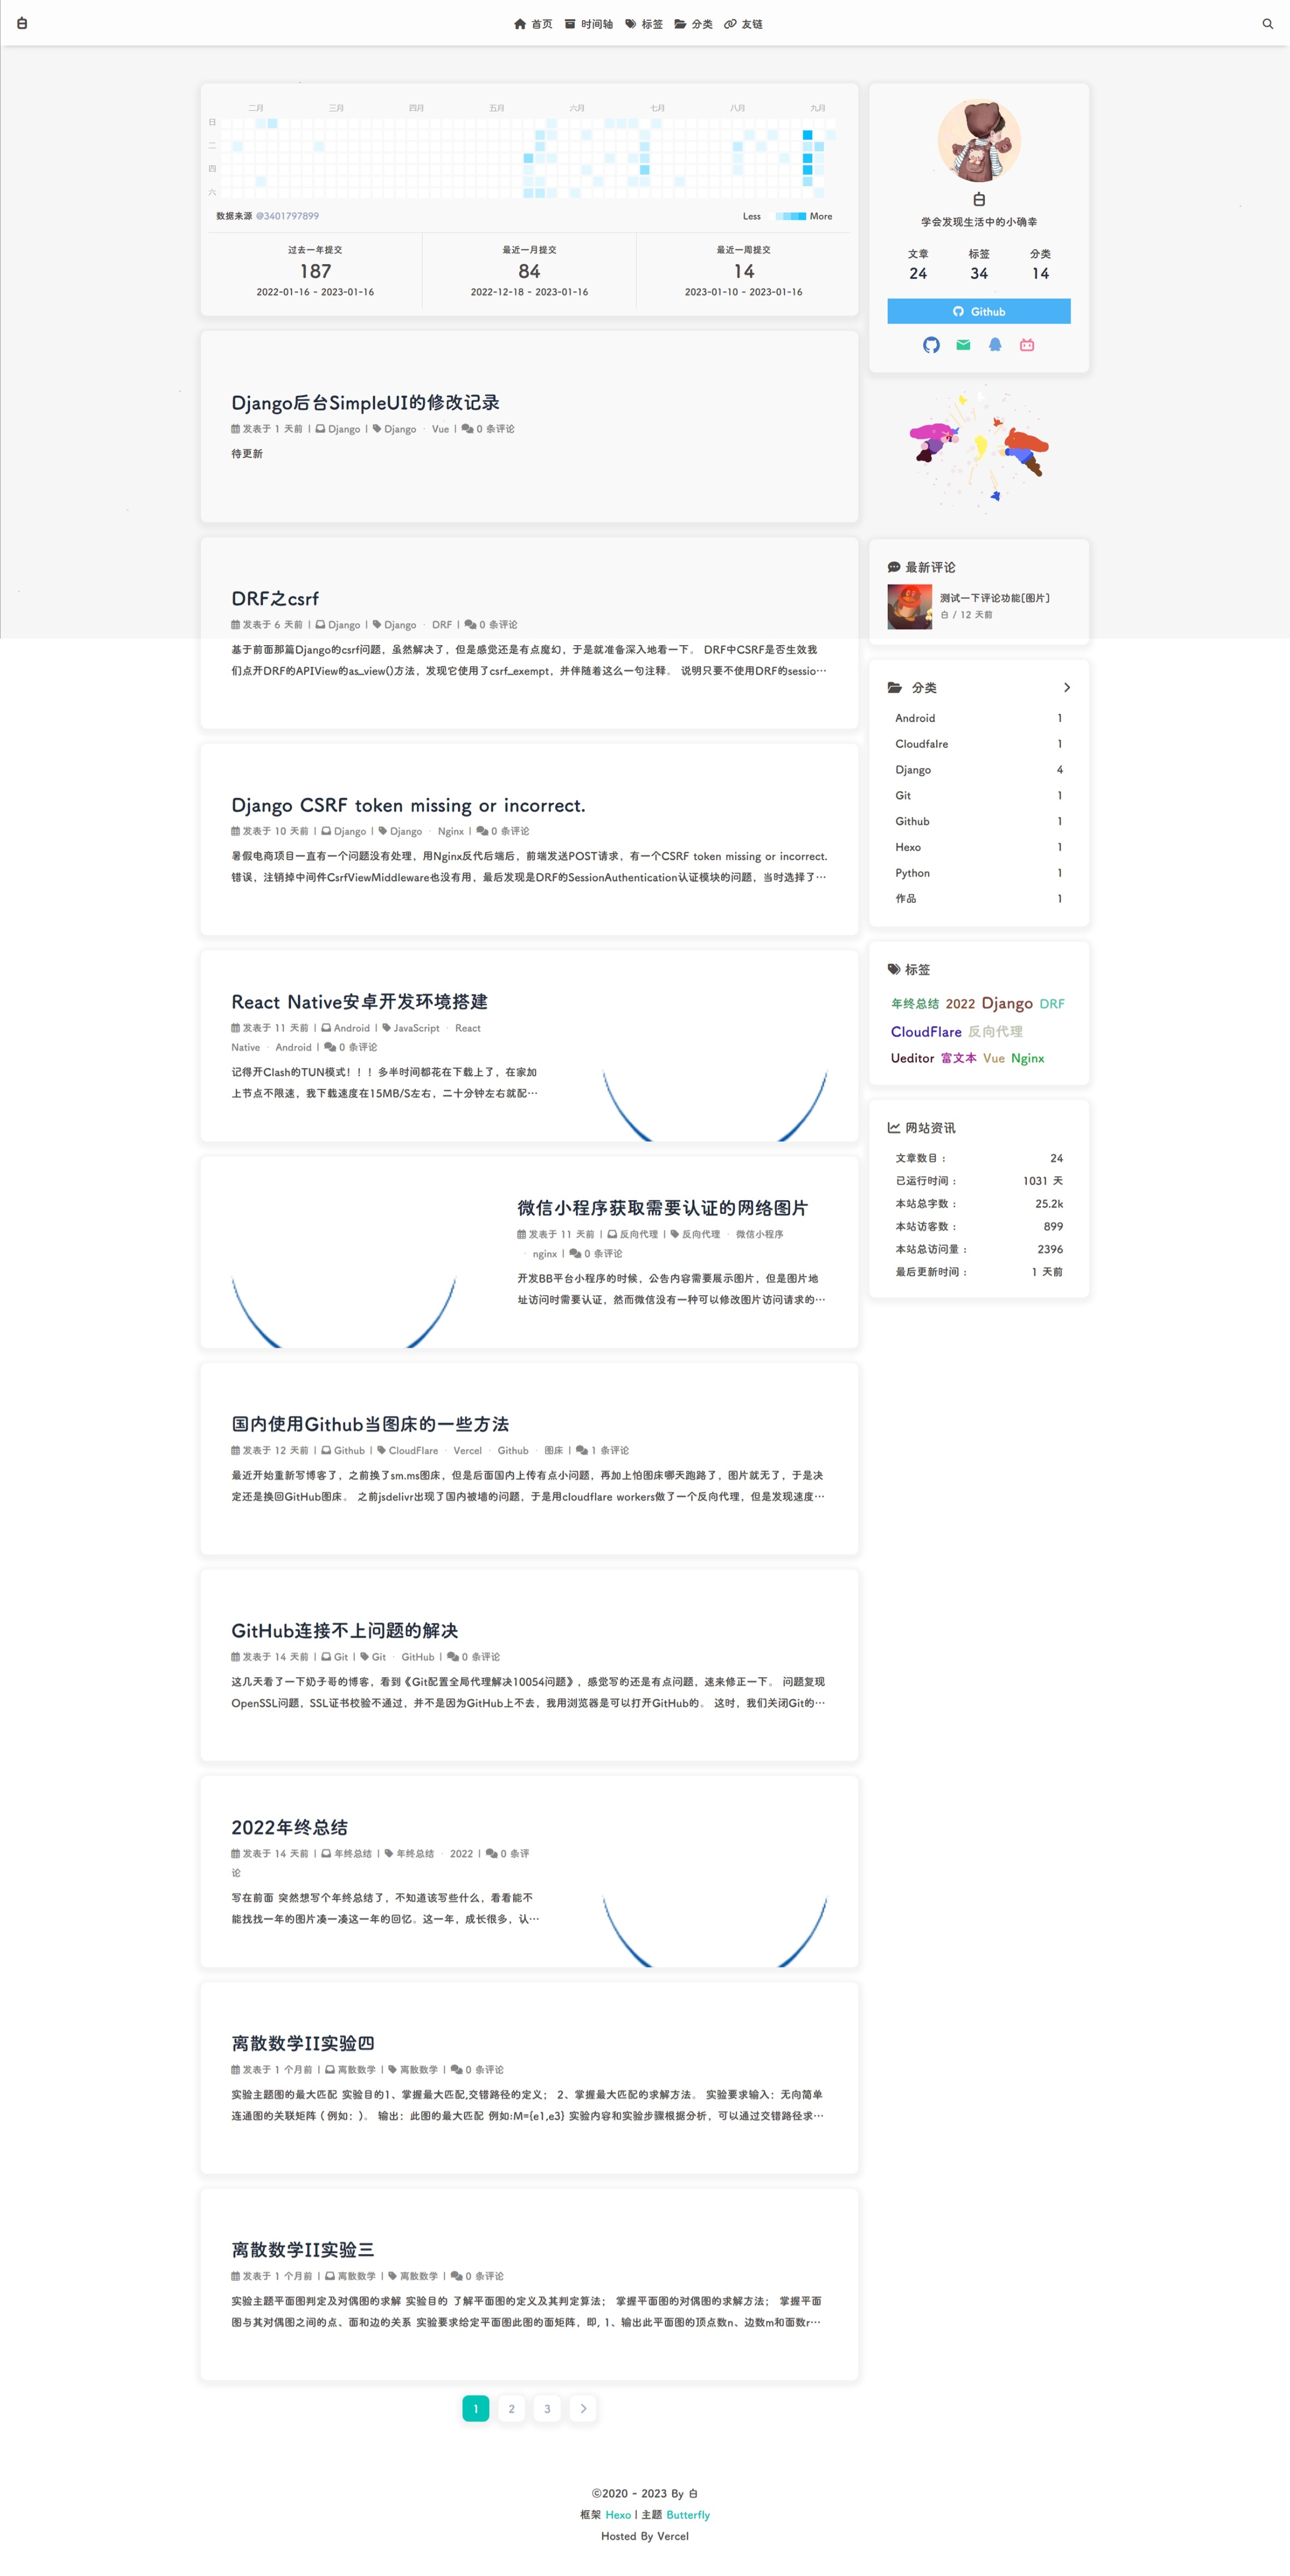 白
首页 时间轴 标签 分类 友链
二月 三月 四月 五月 六月 七月 八月 九月
日
二
四
六
数据来源 @3401797899 Less More
过去一年提交 最近一月提交 最近一周提交
187 84 14
2022-01-16 - 2023-01-16 2022-12-18 - 2023-01-16 2023-01-10 - 2023-01-16
Django后台SimpleUI的修改记录
发表于 1 天前 | Django | Django · Vue | 0 条评论
待更新
DRF之csrf
发表于 6 天前 | Django | Django · DRF | 0 条评论
基于前面那篇Django的csrf问题，虽然解决了，但是感觉还是有点魔幻，于是就准备深入地看一下。 DRF中CSRF是否生效我
们点开DRF的APIView的as_view()方法，发现它使用了csrf_exempt，并伴随着这么一句注释。 说明只要不使用DRF的sessio…
Django CSRF token missing or incorrect.
发表于 10 天前 | Django | Django · Nginx | 0 条评论
暑假电商项目一直有一个问题没有处理，用Nginx反代后端后，前端发送POST请求，有一个CSRF token missing or incorrect.
错误，注销掉中间件CsrfViewMiddleware也没有用，最后发现是DRF的SessionAuthentication认证模块的问题，当时选择了…
React Native安卓开发环境搭建
发表于 11 天前 | Android | JavaScript · React
Native · Android | 0 条评论
记得开Clash的TUN模式！！！多半时间都花在下载上了，在家加
上节点不限速，我下载速度在15MB/S左右，二十分钟左右就配…
微信小程序获取需要认证的网络图片
发表于 11 天前 | 反向代理 | 反向代理 · 微信小程序
· nginx | 0 条评论
开发BB平台小程序的时候，公告内容需要展示图片，但是图片地
址访问时需要认证，然而微信没有一种可以修改图片访问请求的…
国内使用Github当图床的一些方法
发表于 12 天前 | Github | CloudFlare · Vercel · Github · 图床 | 1 条评论
最近开始重新写博客了，之前换了sm.ms图床，但是后面国内上传有点小问题，再加上怕图床哪天跑路了，图片就无了，于是决
定还是换回GitHub图床。 之前jsdelivr出现了国内被墙的问题，于是用cloudflare workers做了一个反向代理，但是发现速度…
GitHub连接不上问题的解决
发表于 14 天前 | Git | Git · GitHub | 0 条评论
这几天看了一下奶子哥的博客，看到《Git配置全局代理解决10054问题》，感觉写的还是有点问题，速来修正一下。 问题复现
OpenSSL问题，SSL证书校验不通过，并不是因为GitHub上不去，我用浏览器是可以打开GitHub的。 这时，我们关闭Git的…
2022年终总结
发表于 14 天前 | 年终总结 | 年终总结 · 2022 | 0 条评
论
写在前面 突然想写个年终总结了，不知道该写些什么，看看能不
能找找一年的图片凑一凑这一年的回忆。这一年，成长很多，认…
离散数学II实验四
发表于 1 个月前 | 离散数学 | 离散数学 | 0 条评论
实验主题图的最大匹配 实验目的1、掌握最大匹配,交错路径的定义； 2、掌握最大匹配的求解方法。 实验要求输入：无向简单
连通图的关联矩阵（例如：）。 输出：此图的最大匹配 例如:M={e1,e3} 实验内容和实验步骤根据分析，可以通过交错路径求…
离散数学II实验三
发表于 1 个月前 | 离散数学 | 离散数学 | 0 条评论
实验主题平面图判定及对偶图的求解 实验目的 了解平面图的定义及其判定算法； 掌握平面图的对偶图的求解方法； 掌握平面
图与其对偶图之间的点、面和边的关系 实验要求给定平面图此图的面矩阵，即, 1、输出此平面图的顶点数n、边数m和面数r…
1 2 3
白
学会发现生活中的小确幸
文章 标签 分类
24 34 14
Github
最新评论
测试一下评论功能[图片]
白 / 12 天前
分类
Android 1
Cloudfalre 1
Django 4
Git 1
Github 1
Hexo 1
Python 1
作品 1
标签
年终总结 2022 Django DRF
CloudFlare 反向代理
Ueditor 富文本 Vue Nginx
网站资讯
文章数目 : 24
已运行时间 : 1031 天
本站总字数 : 25.2k
本站访客数 : 899
本站总访问量 : 2396
最后更新时间 : 1 天前
©2020 - 2023 By 白
框架 Hexo | 主题 Butterfly
Hosted By Vercel